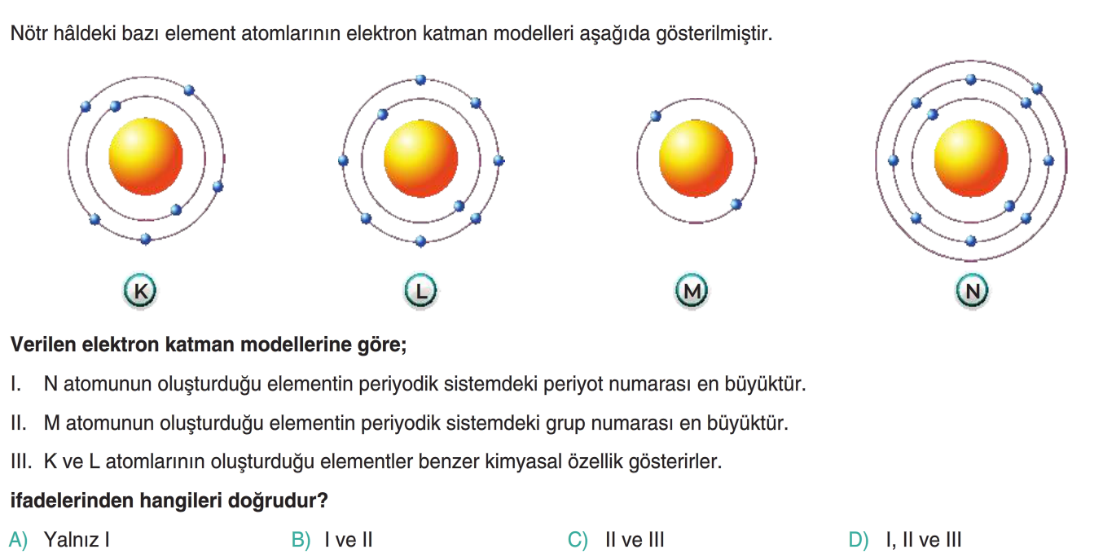 Nötr hâldeki bazı element atomlarının elektron katman modelleri aşağıda gösterilmiştir.
K L M N
Verilen elektron katman modellerine göre;
I. N atomunun oluşturduğu elementin periyodik sistemdeki periyot numarası en büyüktür.
II. M atomunun oluşturduğu elementin periyodik sistemdeki grup numarası en büyüktür.
III. K ve L atomlarının oluşturduğu elementler benzer kimyasal özellik gösterirler.
ifadelerinden hangileri doğrudur?
A) Yalnız I B) I ve II C) II ve III D) I, II ve III